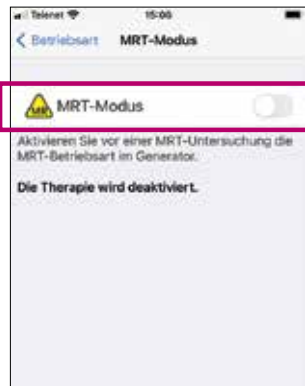 Telenet 15:00
Betriebsart MRT-Modus
MR MRT-Modus
Aktivieren Sie vor einer MRT-Untersuchung die
MRT-Betriebsart im Generator.
Die Therapie wird deaktiviert.